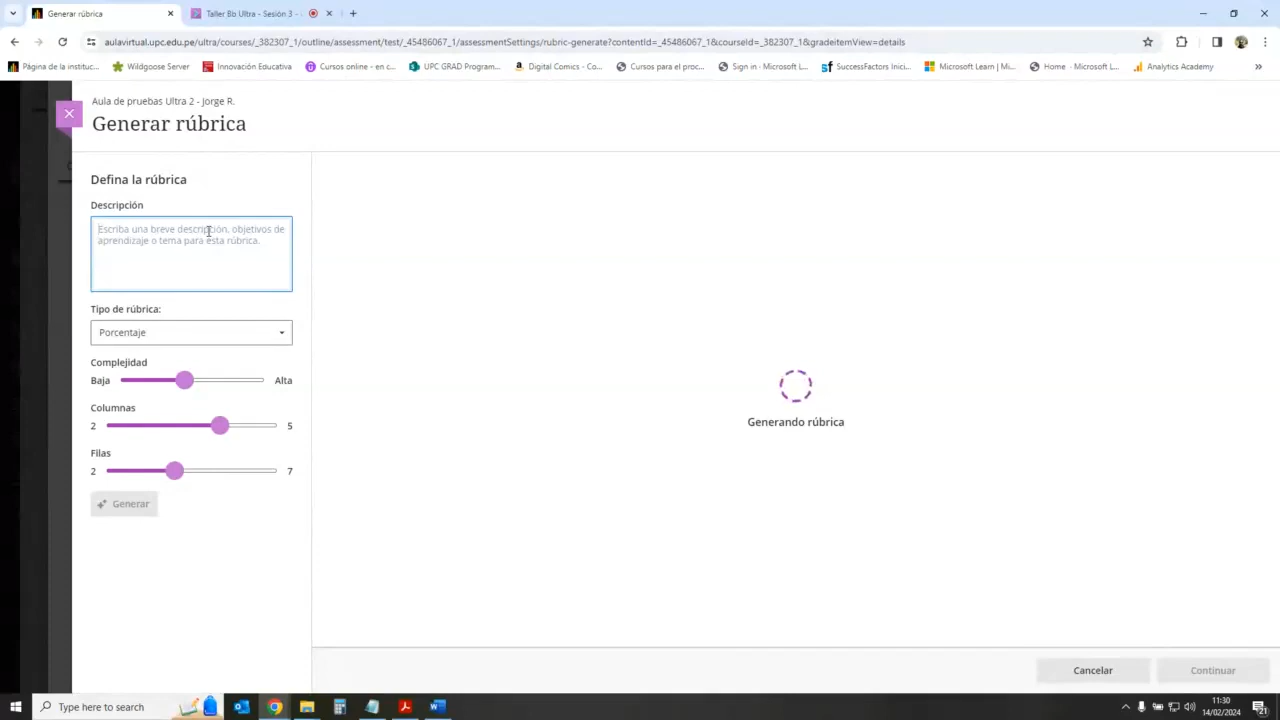 Generar rúbrica
Taller Bb Ultra - Sesión 3 -
aulavirtual.upc.edu.pe/ultra/courses/_382307_1/outline/assessment/test/_45486067_1/assessmentSettings/rubric-generate?contentId=_45486067_1&courseId=_382307_1&gradeitemView=details
Página de la instituc... Wildgoose Server Innovación Educativa Cursos online - en c... UPC GRAD Program... Digital Comics - Co... Cursos para el proc... Sign in · Microsoft L... SuccessFactors Inici... Microsoft Learn | Mi... Home · Microsoft L... Analytics Academy »
Aula de pruebas Ultra 2 - Jorge R.
Generar rúbrica
Defina la rúbrica
Descripción
Escriba una breve descripción, objetivos de
aprendizaje o tema para esta rúbrica.
Tipo de rúbrica:
Porcentaje
Complejidad
Baja Alta
Columnas
2 5
Filas
2 7
Generar
Generando rúbrica
Cancelar Continuar
Type here to search
11:30
14/02/2024
21